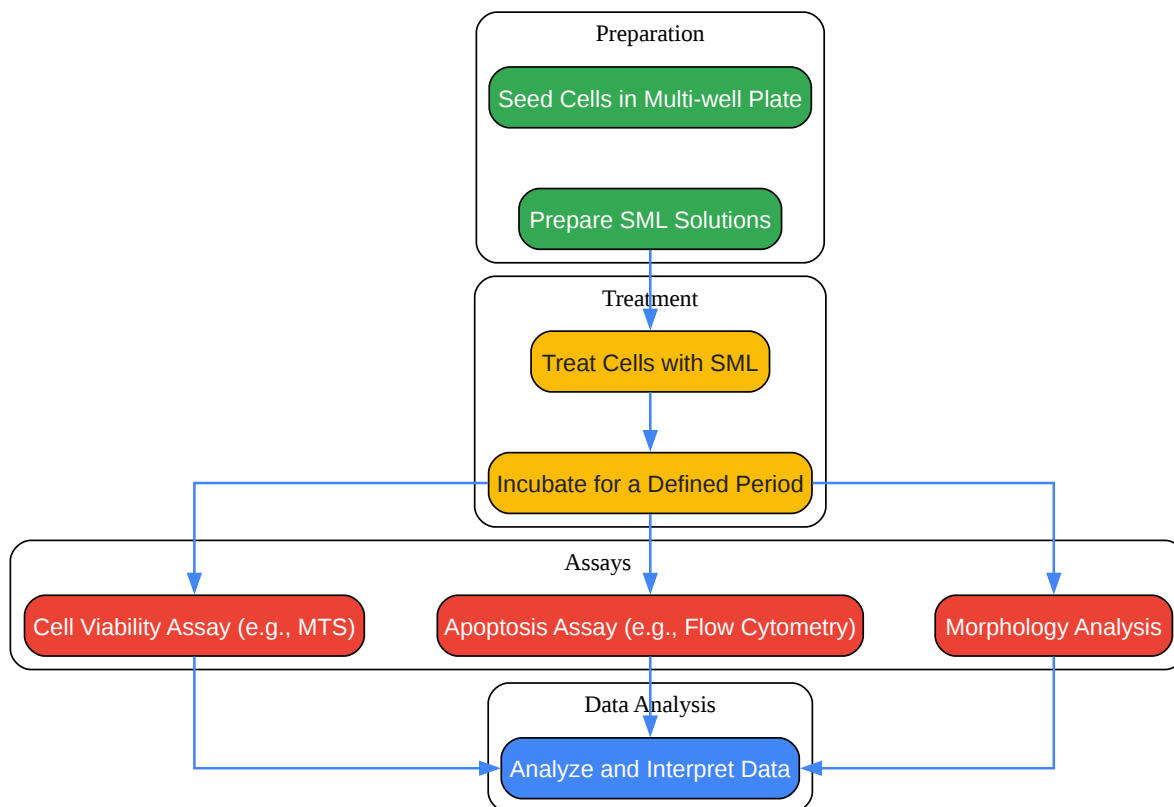 Preparation
Seed Cells in Multi-well Plate
Prepare SML Solutions
Treatment
Treat Cells with SML
Incubate for a Defined Period
Assays
Cell Viability Assay (e.g., MTS)
Apoptosis Assay (e.g., Flow Cytometry)
Morphology Analysis
Data Analysis
Analyze and Interpret Data